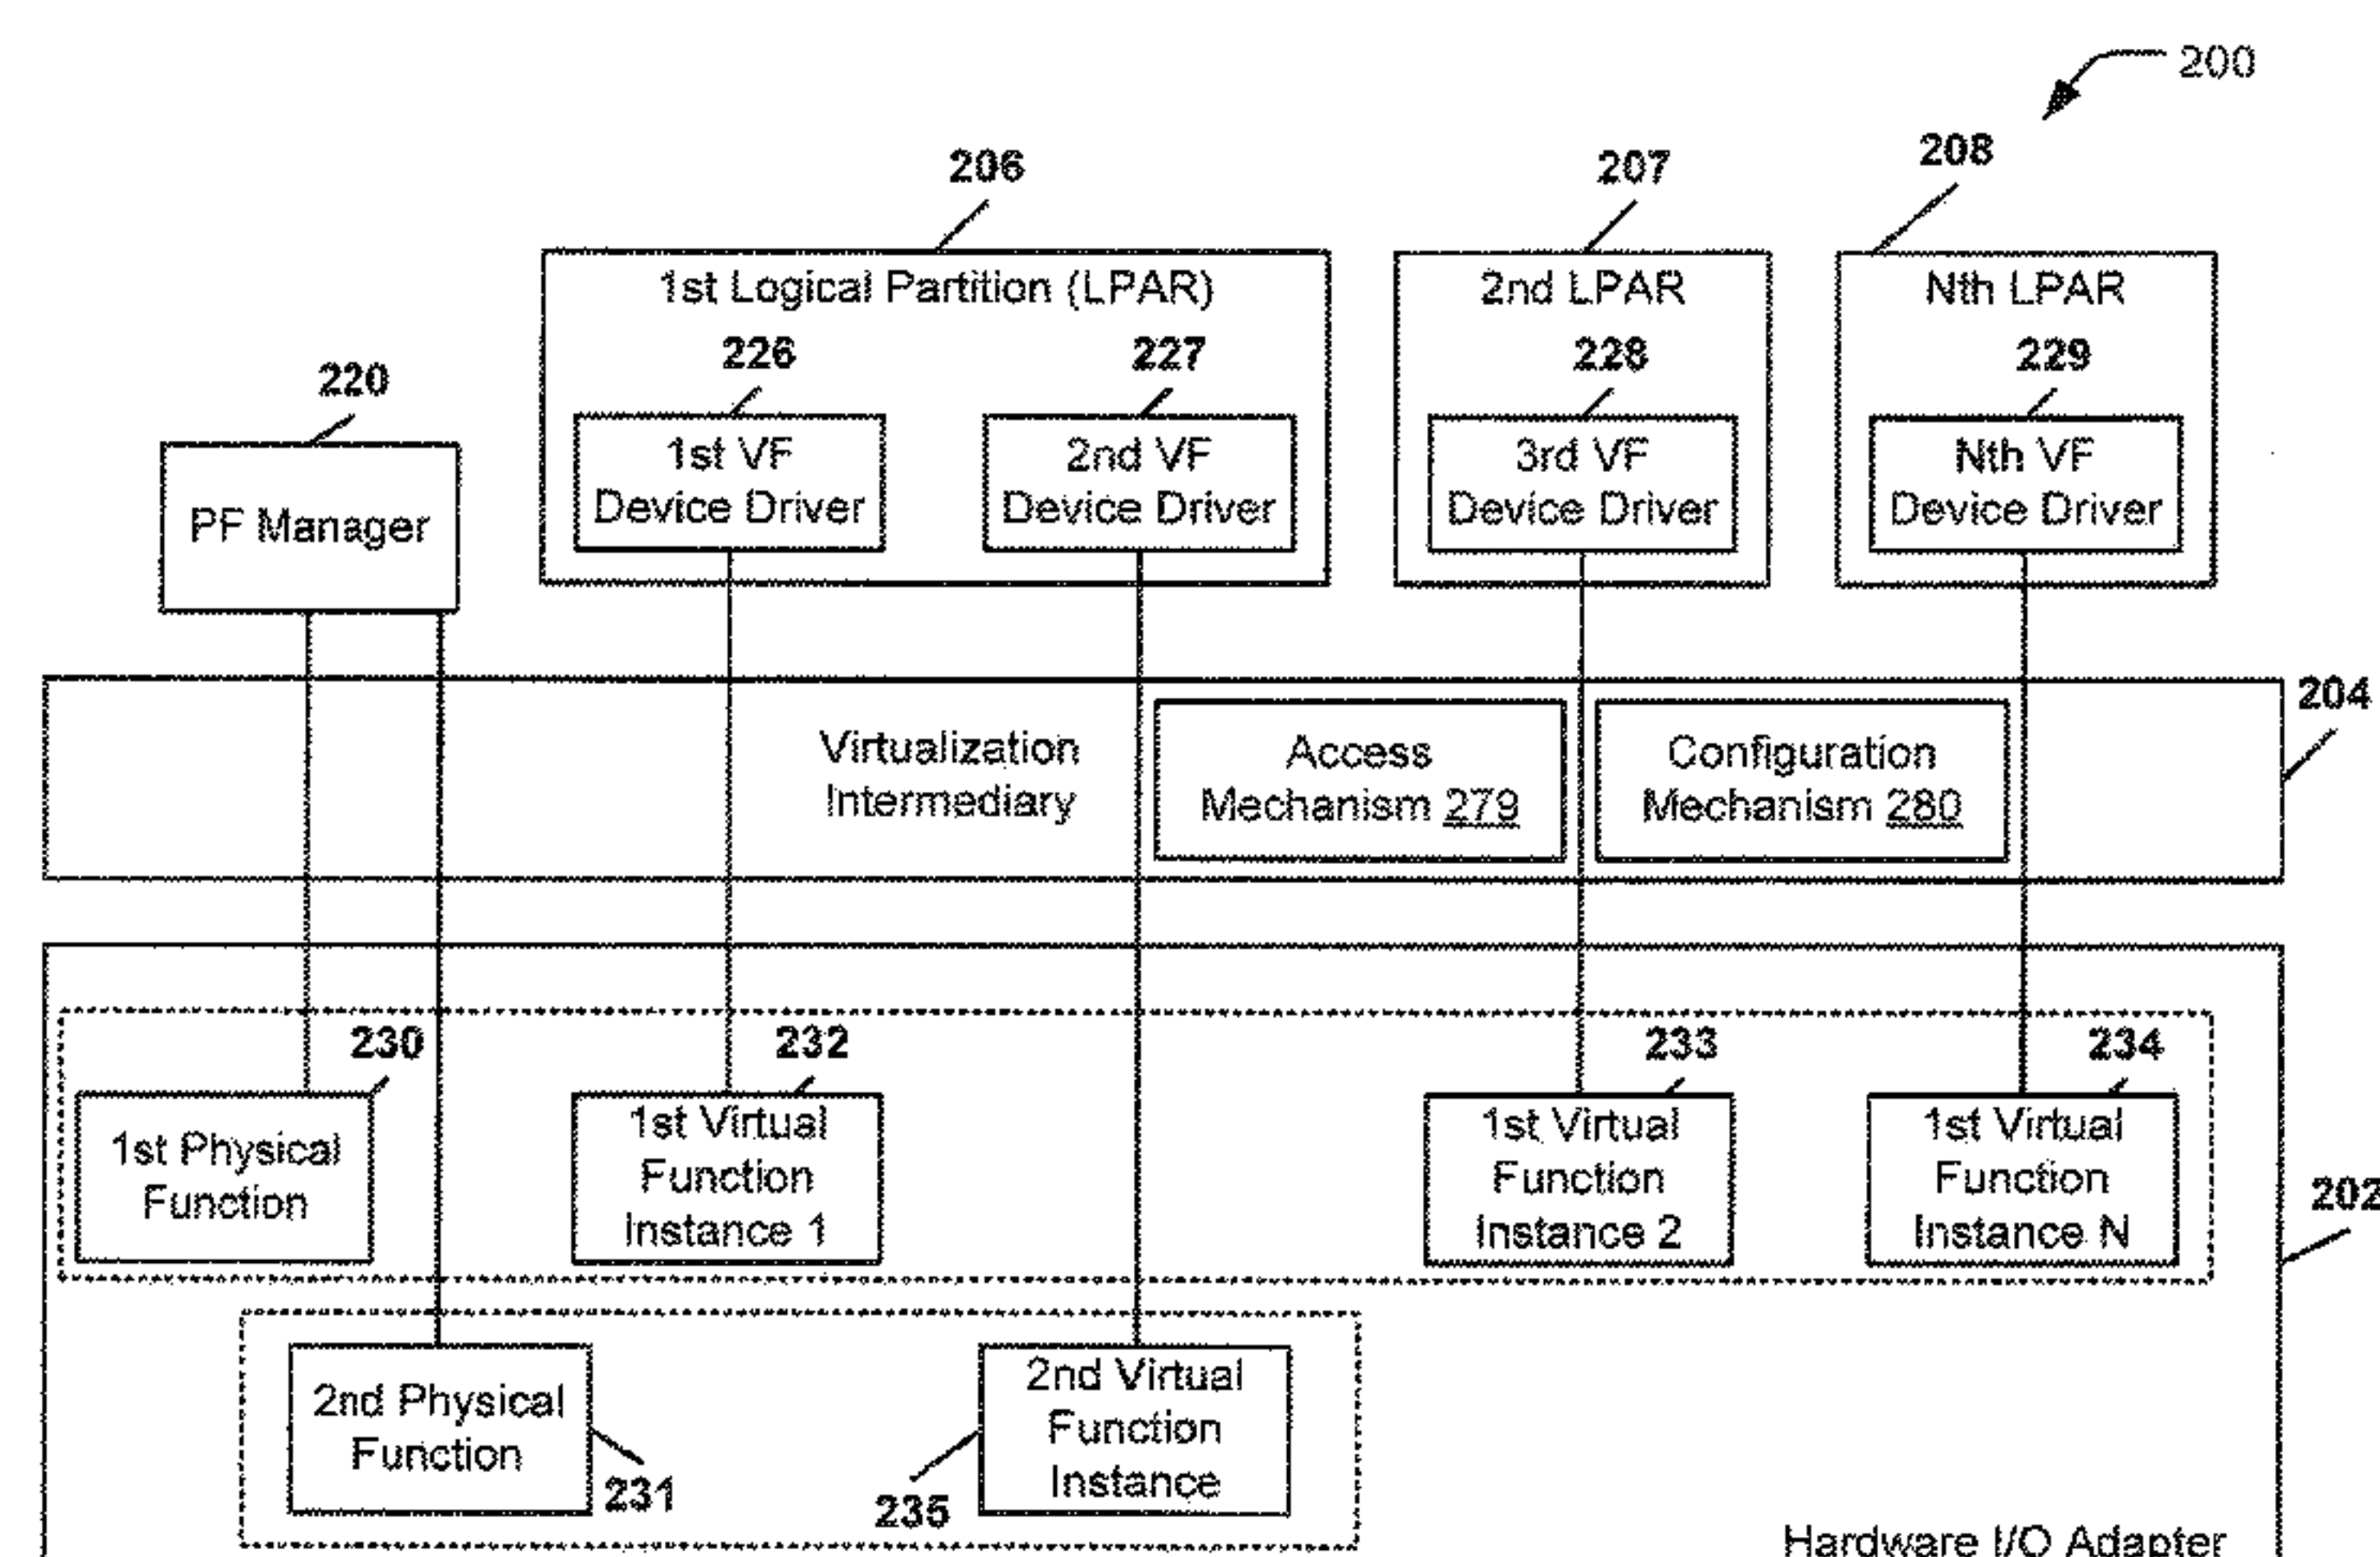 200
206
207
208
1st Logical Partition (LPAR)
2nd LPAR
Nth LPAR
220
226
227
228
229
PF Manager
1st VF
Device Driver
2nd VF
Device Driver
3rd VF
Device Driver
Nth VF
Device Driver
204
Virtualization
Intermediary
Access
Mechanism 279
Configuration
Mechanism 280
230
232
233
234
1st Physical
Function
1st Virtual
Function
Instance 1
1st Virtual
Function
Instance 2
1st Virtual
Function
Instance N
202
2nd Physical
Function
231
235
2nd Virtual
Function
Instance
Hardware I/O Adapter